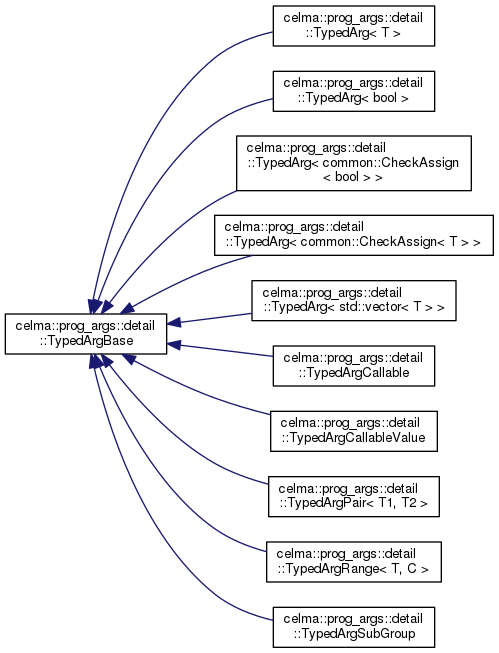 celma::prog_args::detail
::TypedArg< T >
celma::prog_args::detail
::TypedArg< bool >
celma::prog_args::detail
::TypedArg< common::CheckAssign
< bool > >
celma::prog_args::detail
::TypedArg< common::CheckAssign< T > >
celma::prog_args::detail
::TypedArg< std::vector< T > >
celma::prog_args::detail
::TypedArgBase
celma::prog_args::detail
::TypedArgCallable
celma::prog_args::detail
::TypedArgCallableValue
celma::prog_args::detail
::TypedArgPair< T1, T2 >
celma::prog_args::detail
::TypedArgRange< T, C >
celma::prog_args::detail
::TypedArgSubGroup